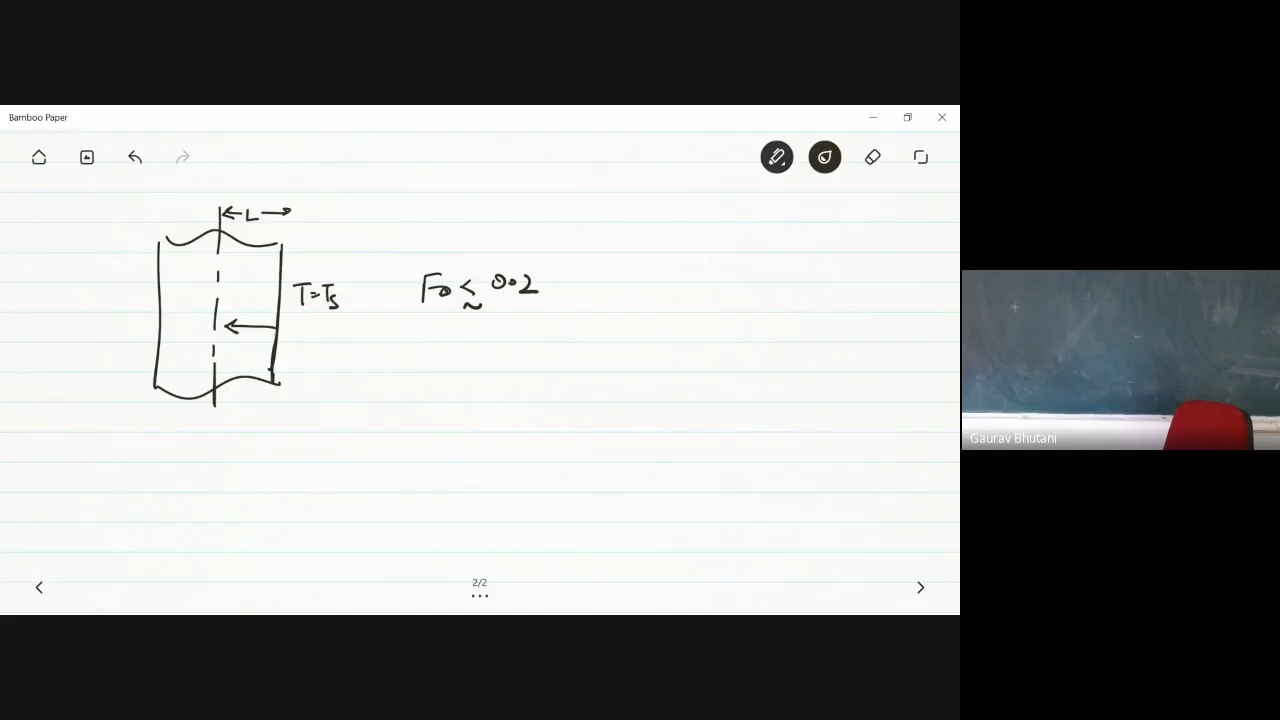 Bamboo Paper
L
T=Ts
Fo ≲ 0.2
2/2
Gaurav Bhutani